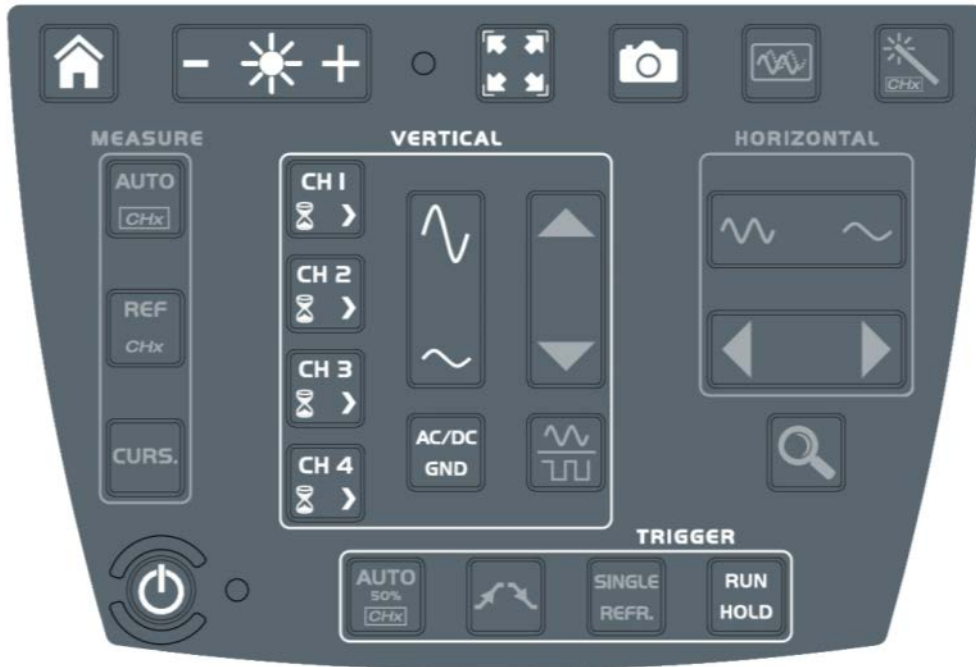 - +
CHx
MEASURE
VERTICAL
HORIZONTAL
AUTO
CHx
REF
CHx
CURS.
CH 1
CH 2
CH 3
CH 4
AC/DC
GND
TRIGGER
AUTO
50%
CHx
SINGLE
REFR.
RUN
HOLD